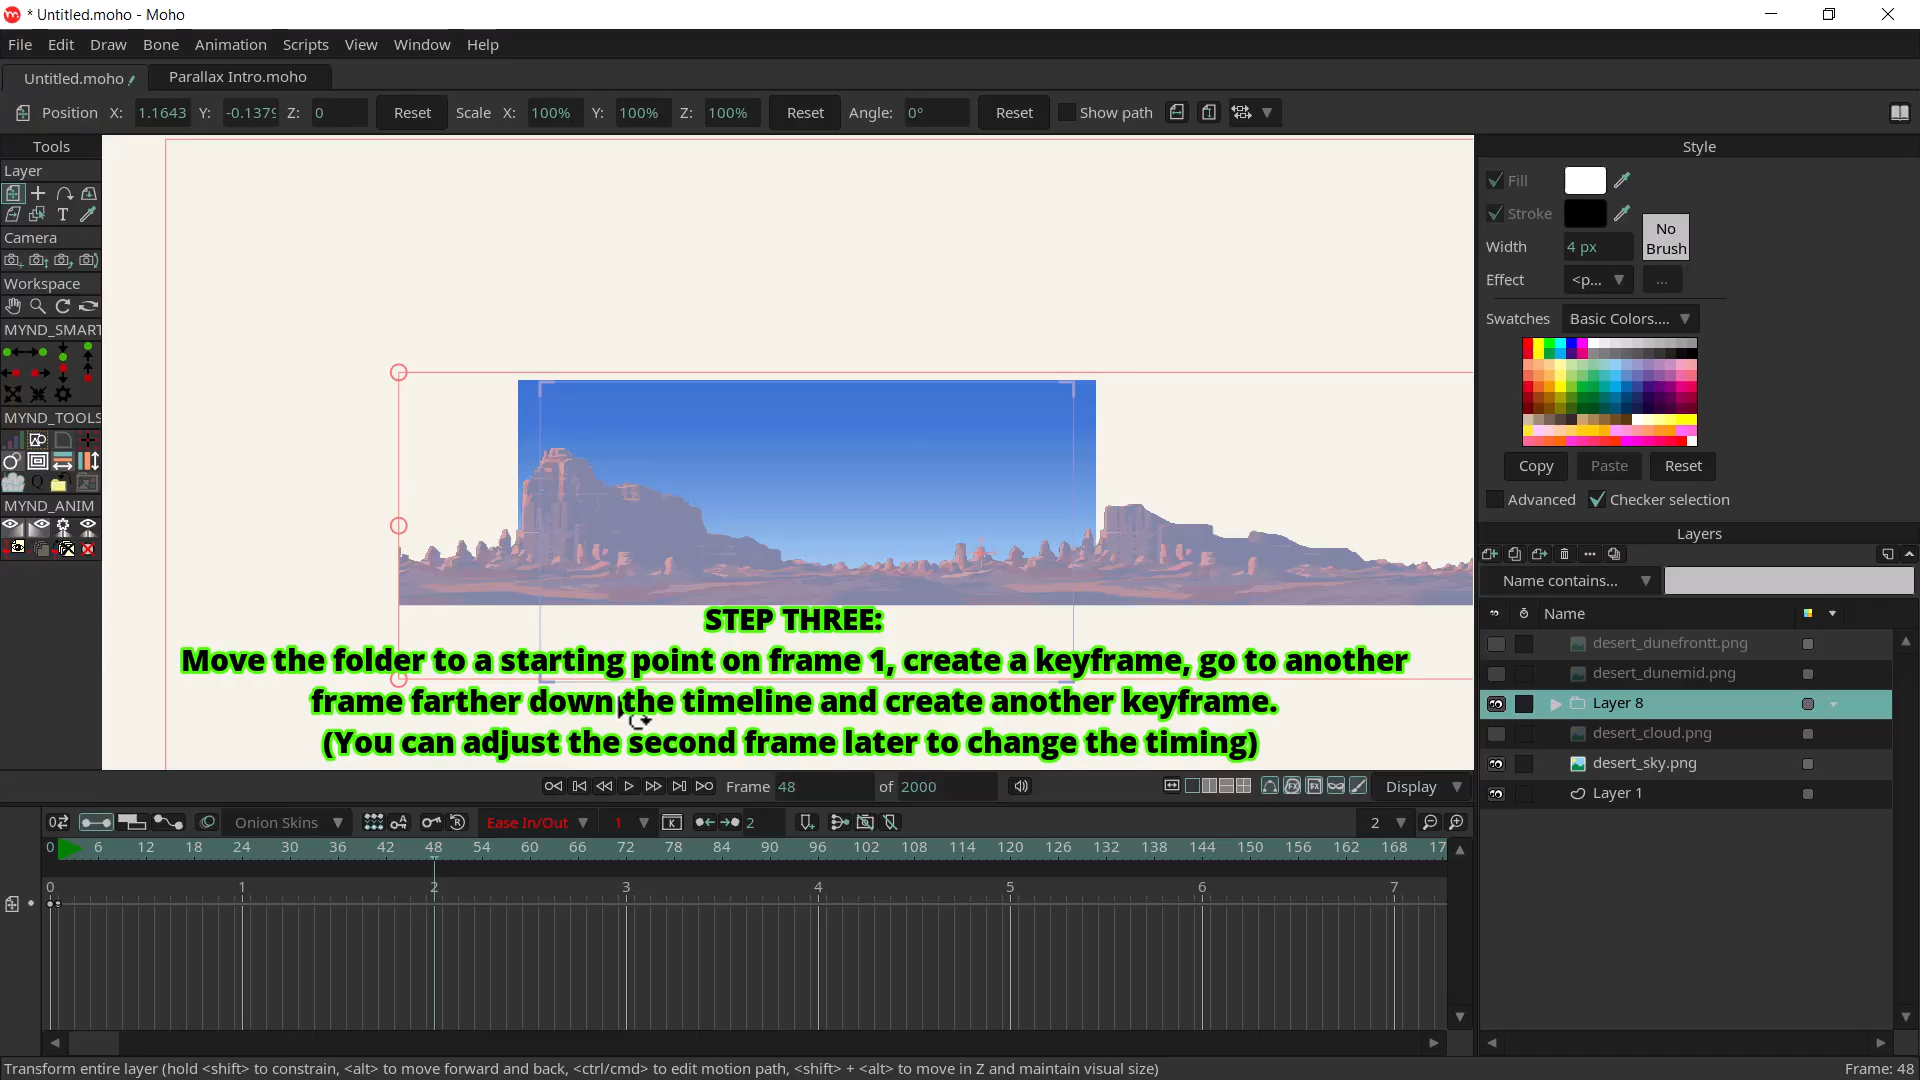 * Untitled.moho - Moho
File Edit Draw Bone Animation Scripts View Window Help
Untitled.moho Parallax Intro.moho
Position X: 1.1643 Y: -0.1379 Z: 0 Reset Scale X: 100% Y: 100% Z: 100% Reset Angle: 0° Reset Show path
Tools
Layer
Camera
Workspace
MYND_SMART
MYND_TOOLS
MYND_ANIM
STEP THREE:
Move the folder to a starting point on frame 1, create a keyframe, go to another
frame farther down the timeline and create another keyframe.
(You can adjust the second frame later to change the timing)
Style
Fill
Stroke
No
Brush
Width 4 px
Effect <p... ...
Swatches Basic Colors....
Copy Paste Reset
Advanced Checker selection
Layers
Name contains...
Name
desert_dunefrontt.png
desert_dunemid.png
Layer 8
desert_cloud.png
desert_sky.png
Layer 1
Frame 48 of 2000 Display
Onion Skins Ease In/Out 1 2 2
0 6 12 18 24 30 36 42 48 54 60 66 72 78 84 90 96 102 108 114 120 126 132 138 144 150 156 162 168 17
0 1 2 3 4 5 6 7
Transform entire layer (hold <shift> to constrain, <alt> to move forward and back, <ctrl/cmd> to edit motion path, <shift> + <alt> to move in Z and maintain visual size)
Frame: 48